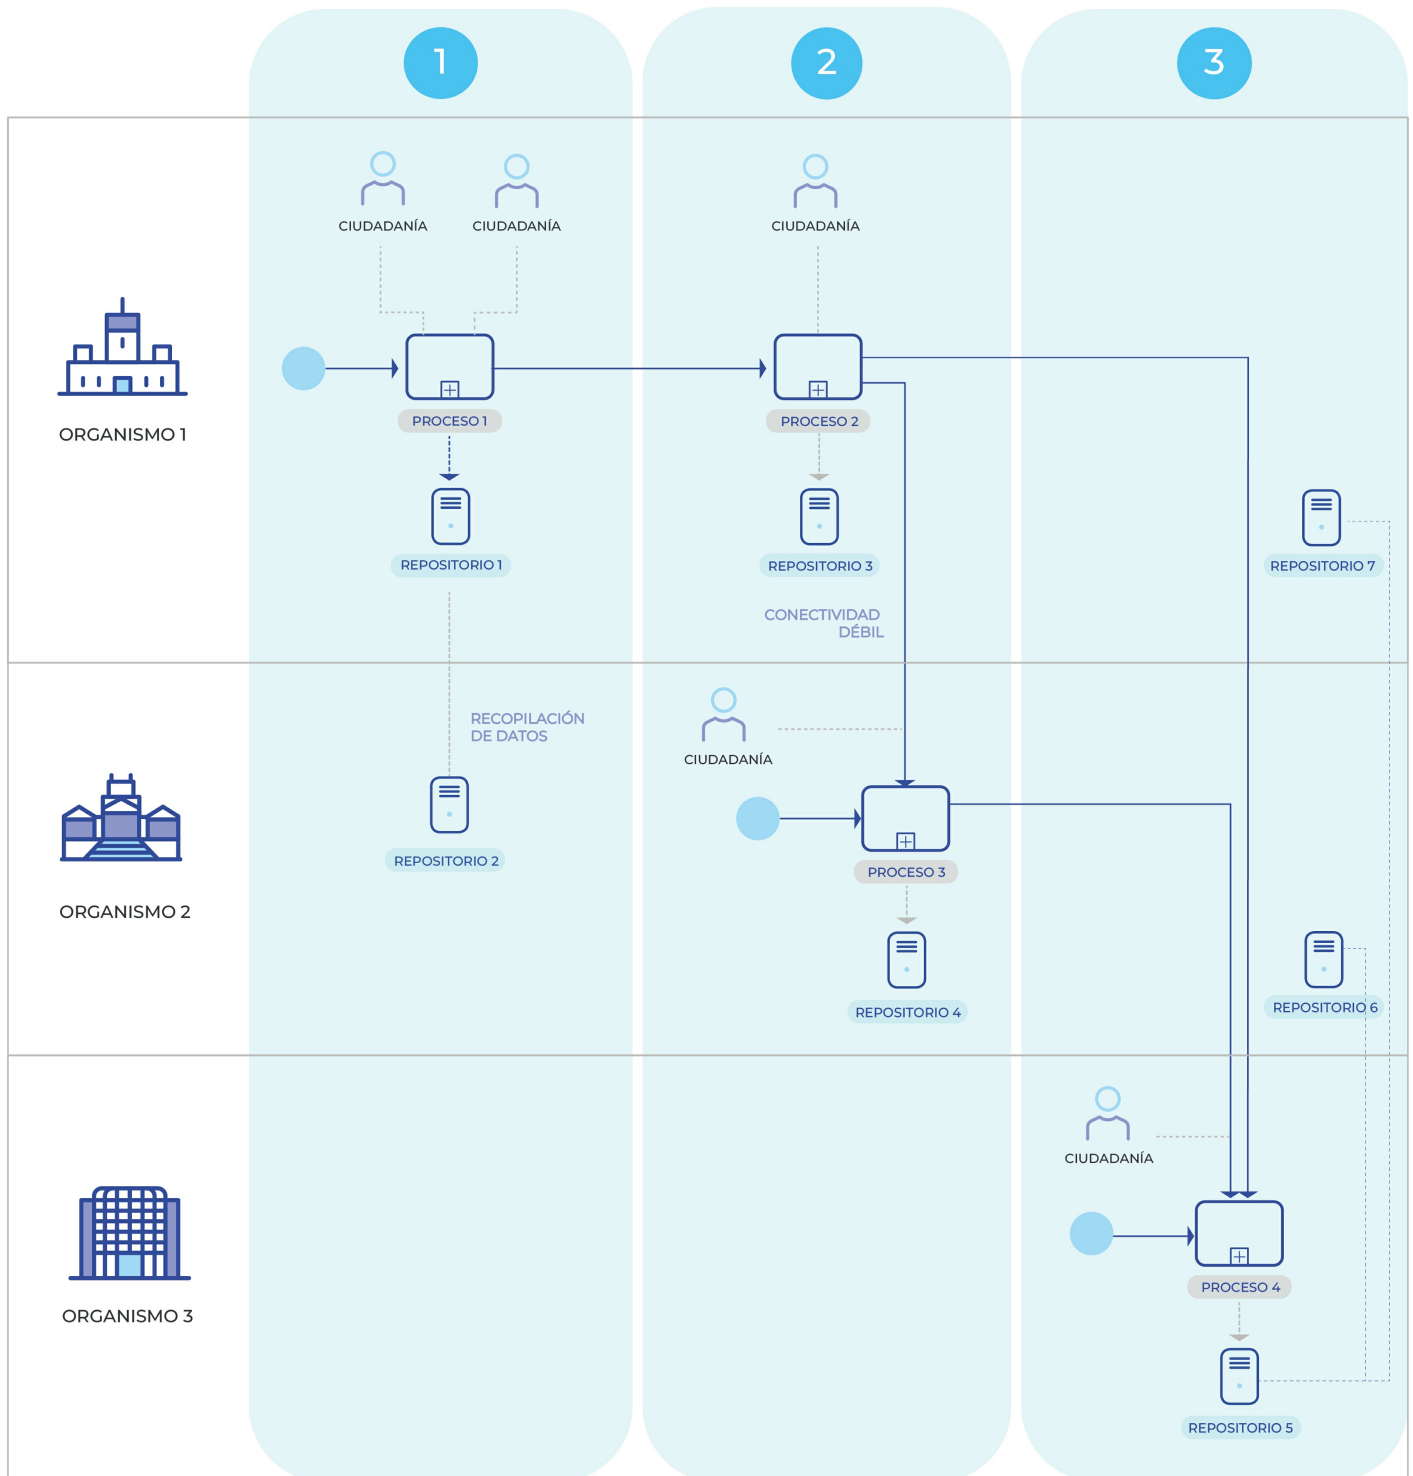 1
2
3
CIUDADANÍA
CIUDADANÍA
CIUDADANÍA
ORGANISMO 1
PROCESO 1
PROCESO 2
REPOSITORIO 1
REPOSITORIO 3
REPOSITORIO 7
CONECTIVIDAD
DÉBIL
RECOPILACIÓN
DE DATOS
CIUDADANÍA
ORGANISMO 2
REPOSITORIO 2
PROCESO 3
REPOSITORIO 4
REPOSITORIO 6
CIUDADANÍA
ORGANISMO 3
PROCESO 4
REPOSITORIO 5